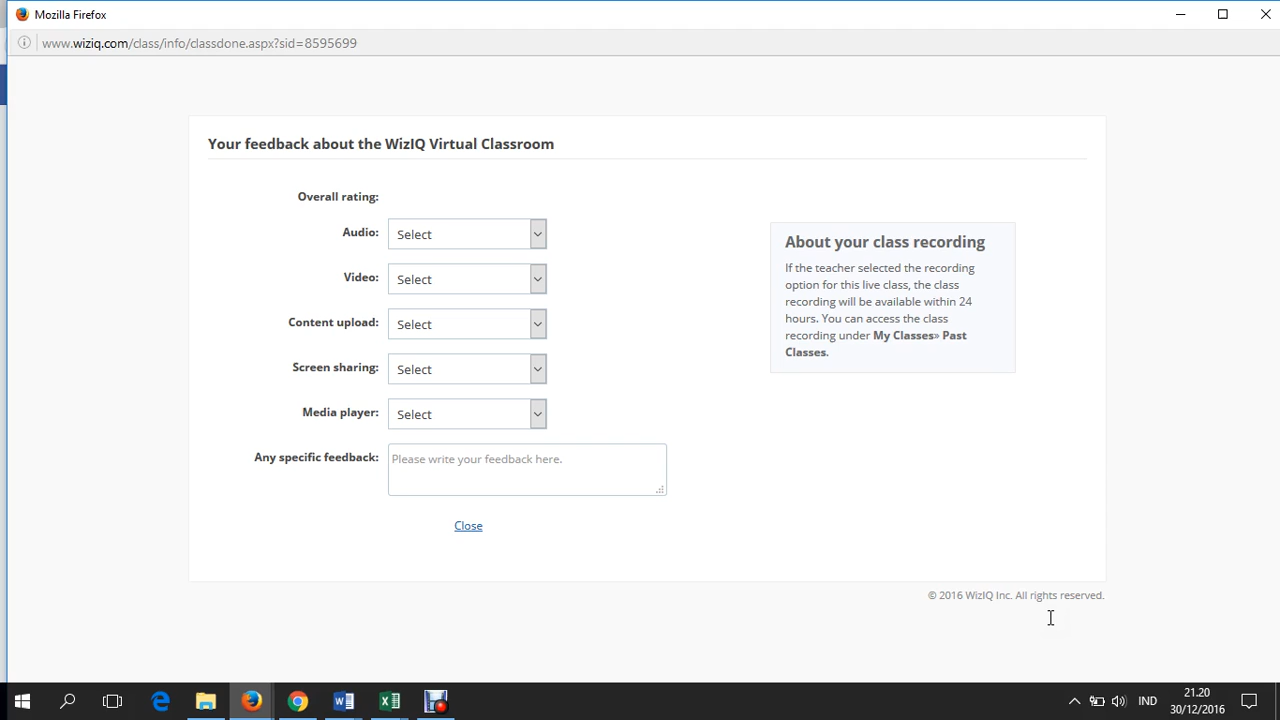 Mozilla Firefox
www.wiziq.com/class/info/classdone.aspx?sid=8595699
Your feedback about the WizIQ Virtual Classroom
Overall rating:
Audio: Select
Video: Select
Content upload: Select
Screen sharing: Select
Media player: Select
Any specific feedback: Please write your feedback here.
Close
About your class recording
If the teacher selected the recording
option for this live class, the class
recording will be available within 24
hours. You can access the class
recording under My Classes» Past
Classes.
© 2016 WizIQ Inc. All rights reserved.
IND
21.20
30/12/2016